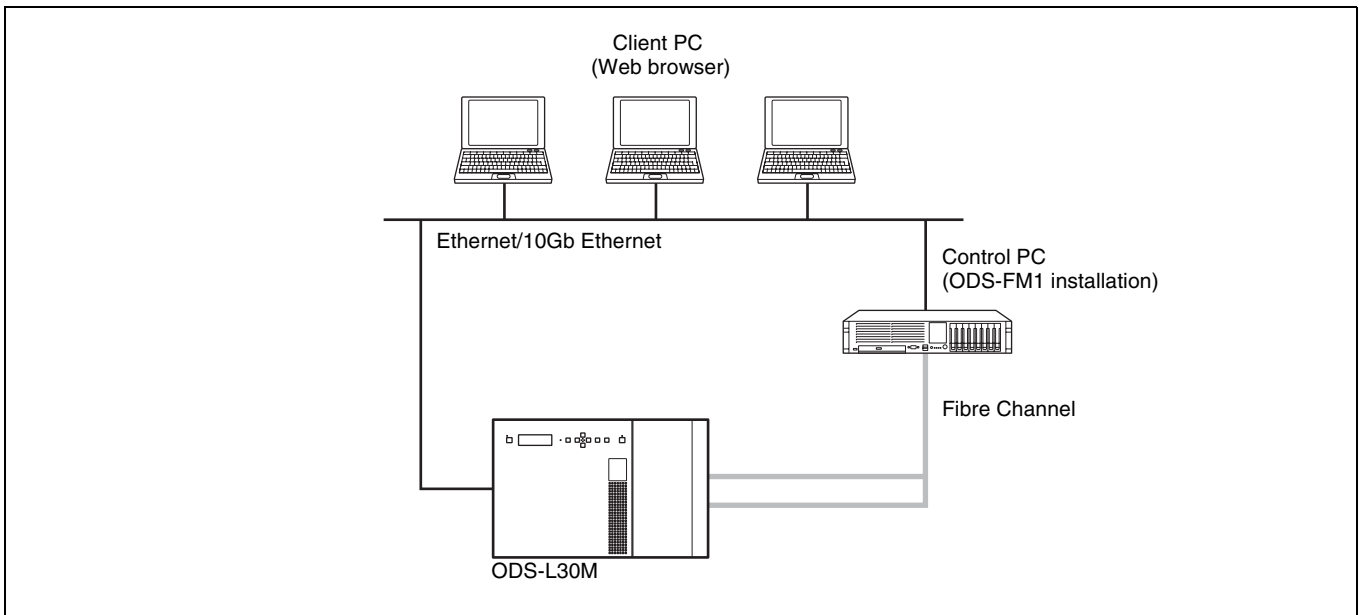 Client PC
(Web browser)
Ethernet/10Gb Ethernet
Control PC
(ODS-FM1 installation)
Fibre Channel
ODS-L30M